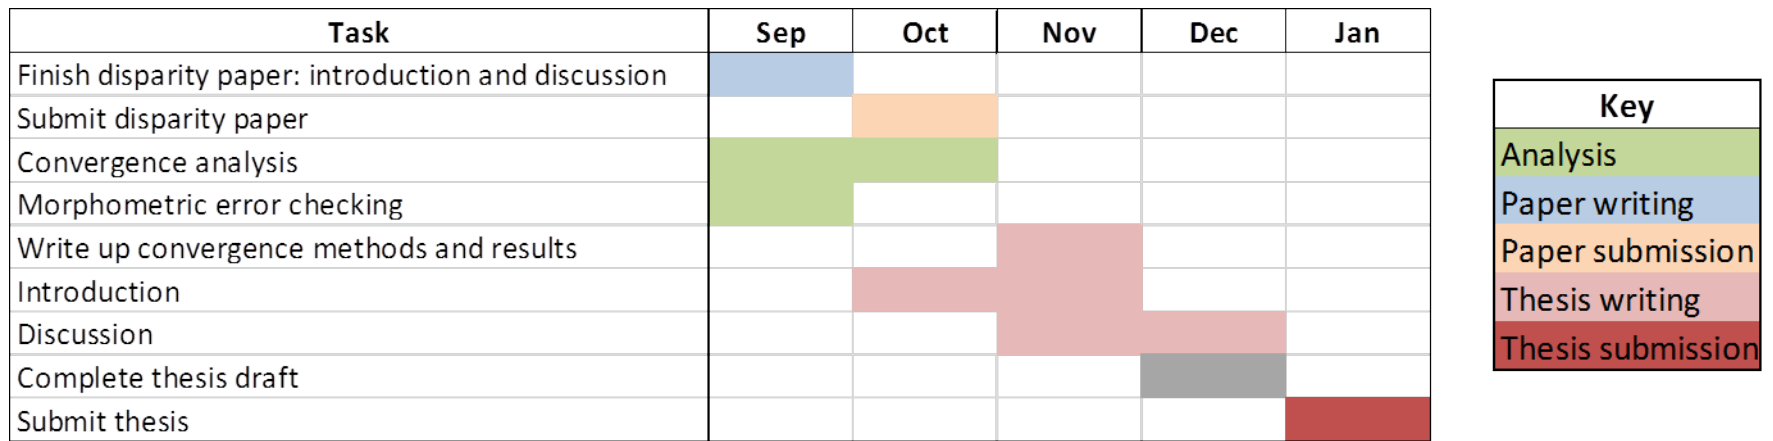 Task Sep Oct Nov Dec Jan
Finish disparity paper: introduction and discussion
Submit disparity paper
Convergence analysis
Morphometric error checking
Write up convergence methods and results
Introduction
Discussion
Complete thesis draft
Submit thesis
Key
Analysis
Paper writing
Paper submission
Thesis writing
Thesis submission